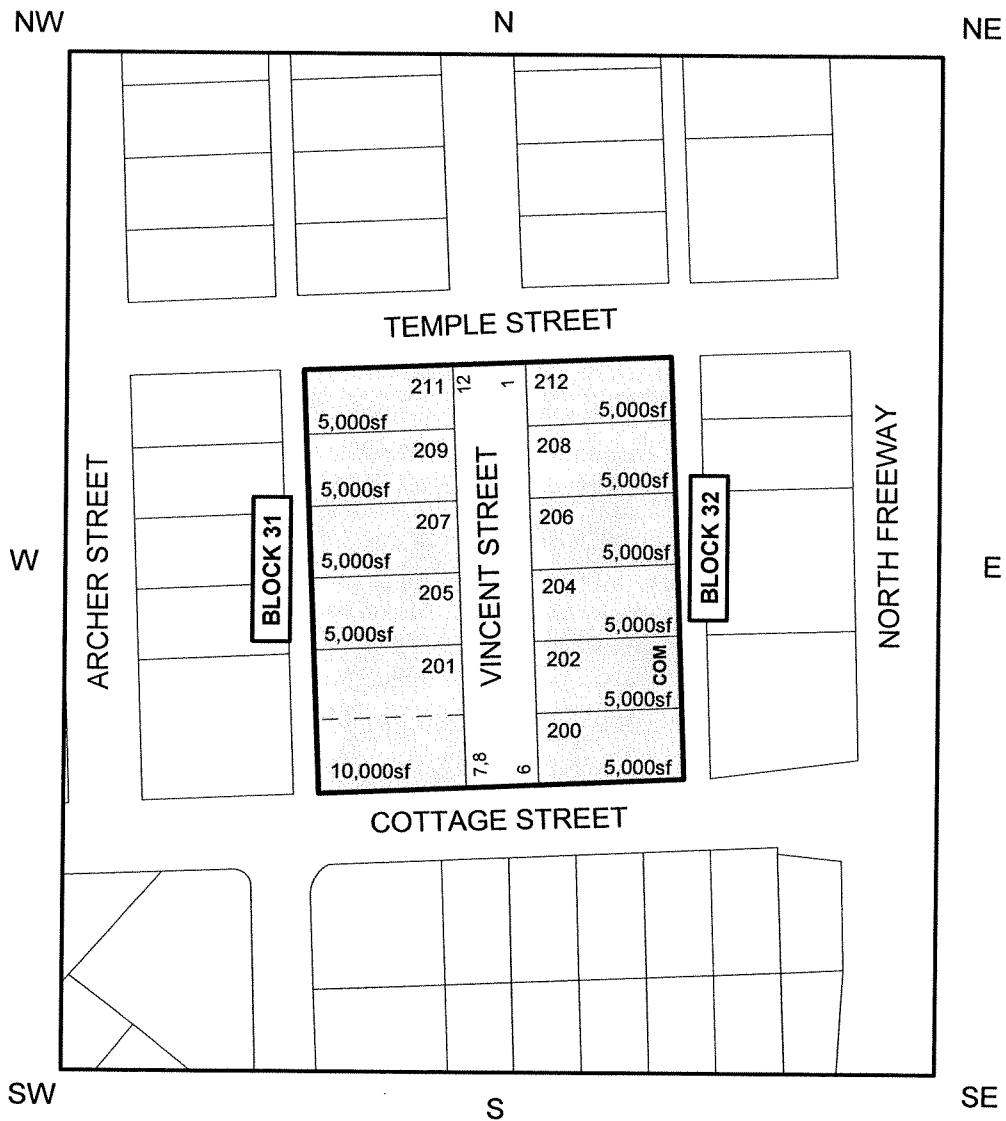 NW
N
NE
TEMPLE STREET
211
12
1
212
5,000sf
5,000sf
209
208
5,000sf
5,000sf
207
206
5,000sf
5,000sf
205
204
5,000sf
5,000sf
201
202
COM
5,000sf
200
10,000sf
7,8
6
5,000sf
VINCENT STREET
ARCHER STREET
BLOCK 31
BLOCK 32
NORTH FREEWAY
W
E
COTTAGE STREET
SW
S
SE